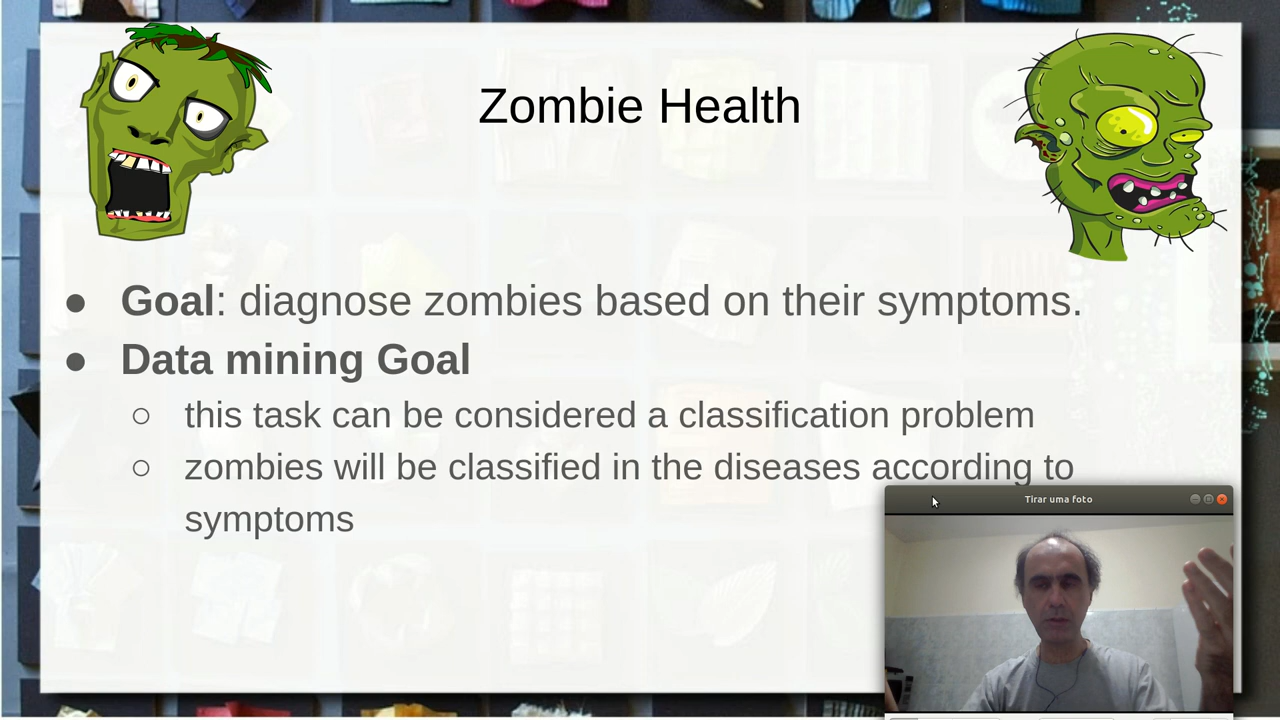 Zombie Health
● Goal: diagnose zombies based on their symptoms.
● Data mining Goal
○ this task can be considered a classification problem
○ zombies will be classified in the diseases according to
symptoms
Tirar uma foto